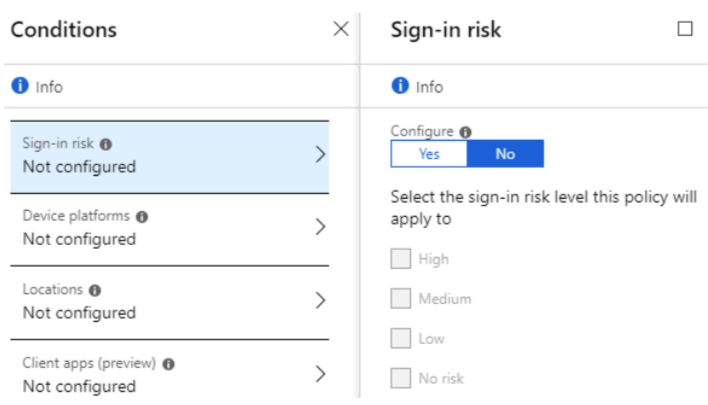 Conditions
Info
Sign-in risk
Not configured
Device platforms
Not configured
Locations
Not configured
Client apps (preview)
Not configured
Sign-in risk
Info
Configure
Yes No
Select the sign-in risk level this policy will
apply to
High
Medium
Low
No risk